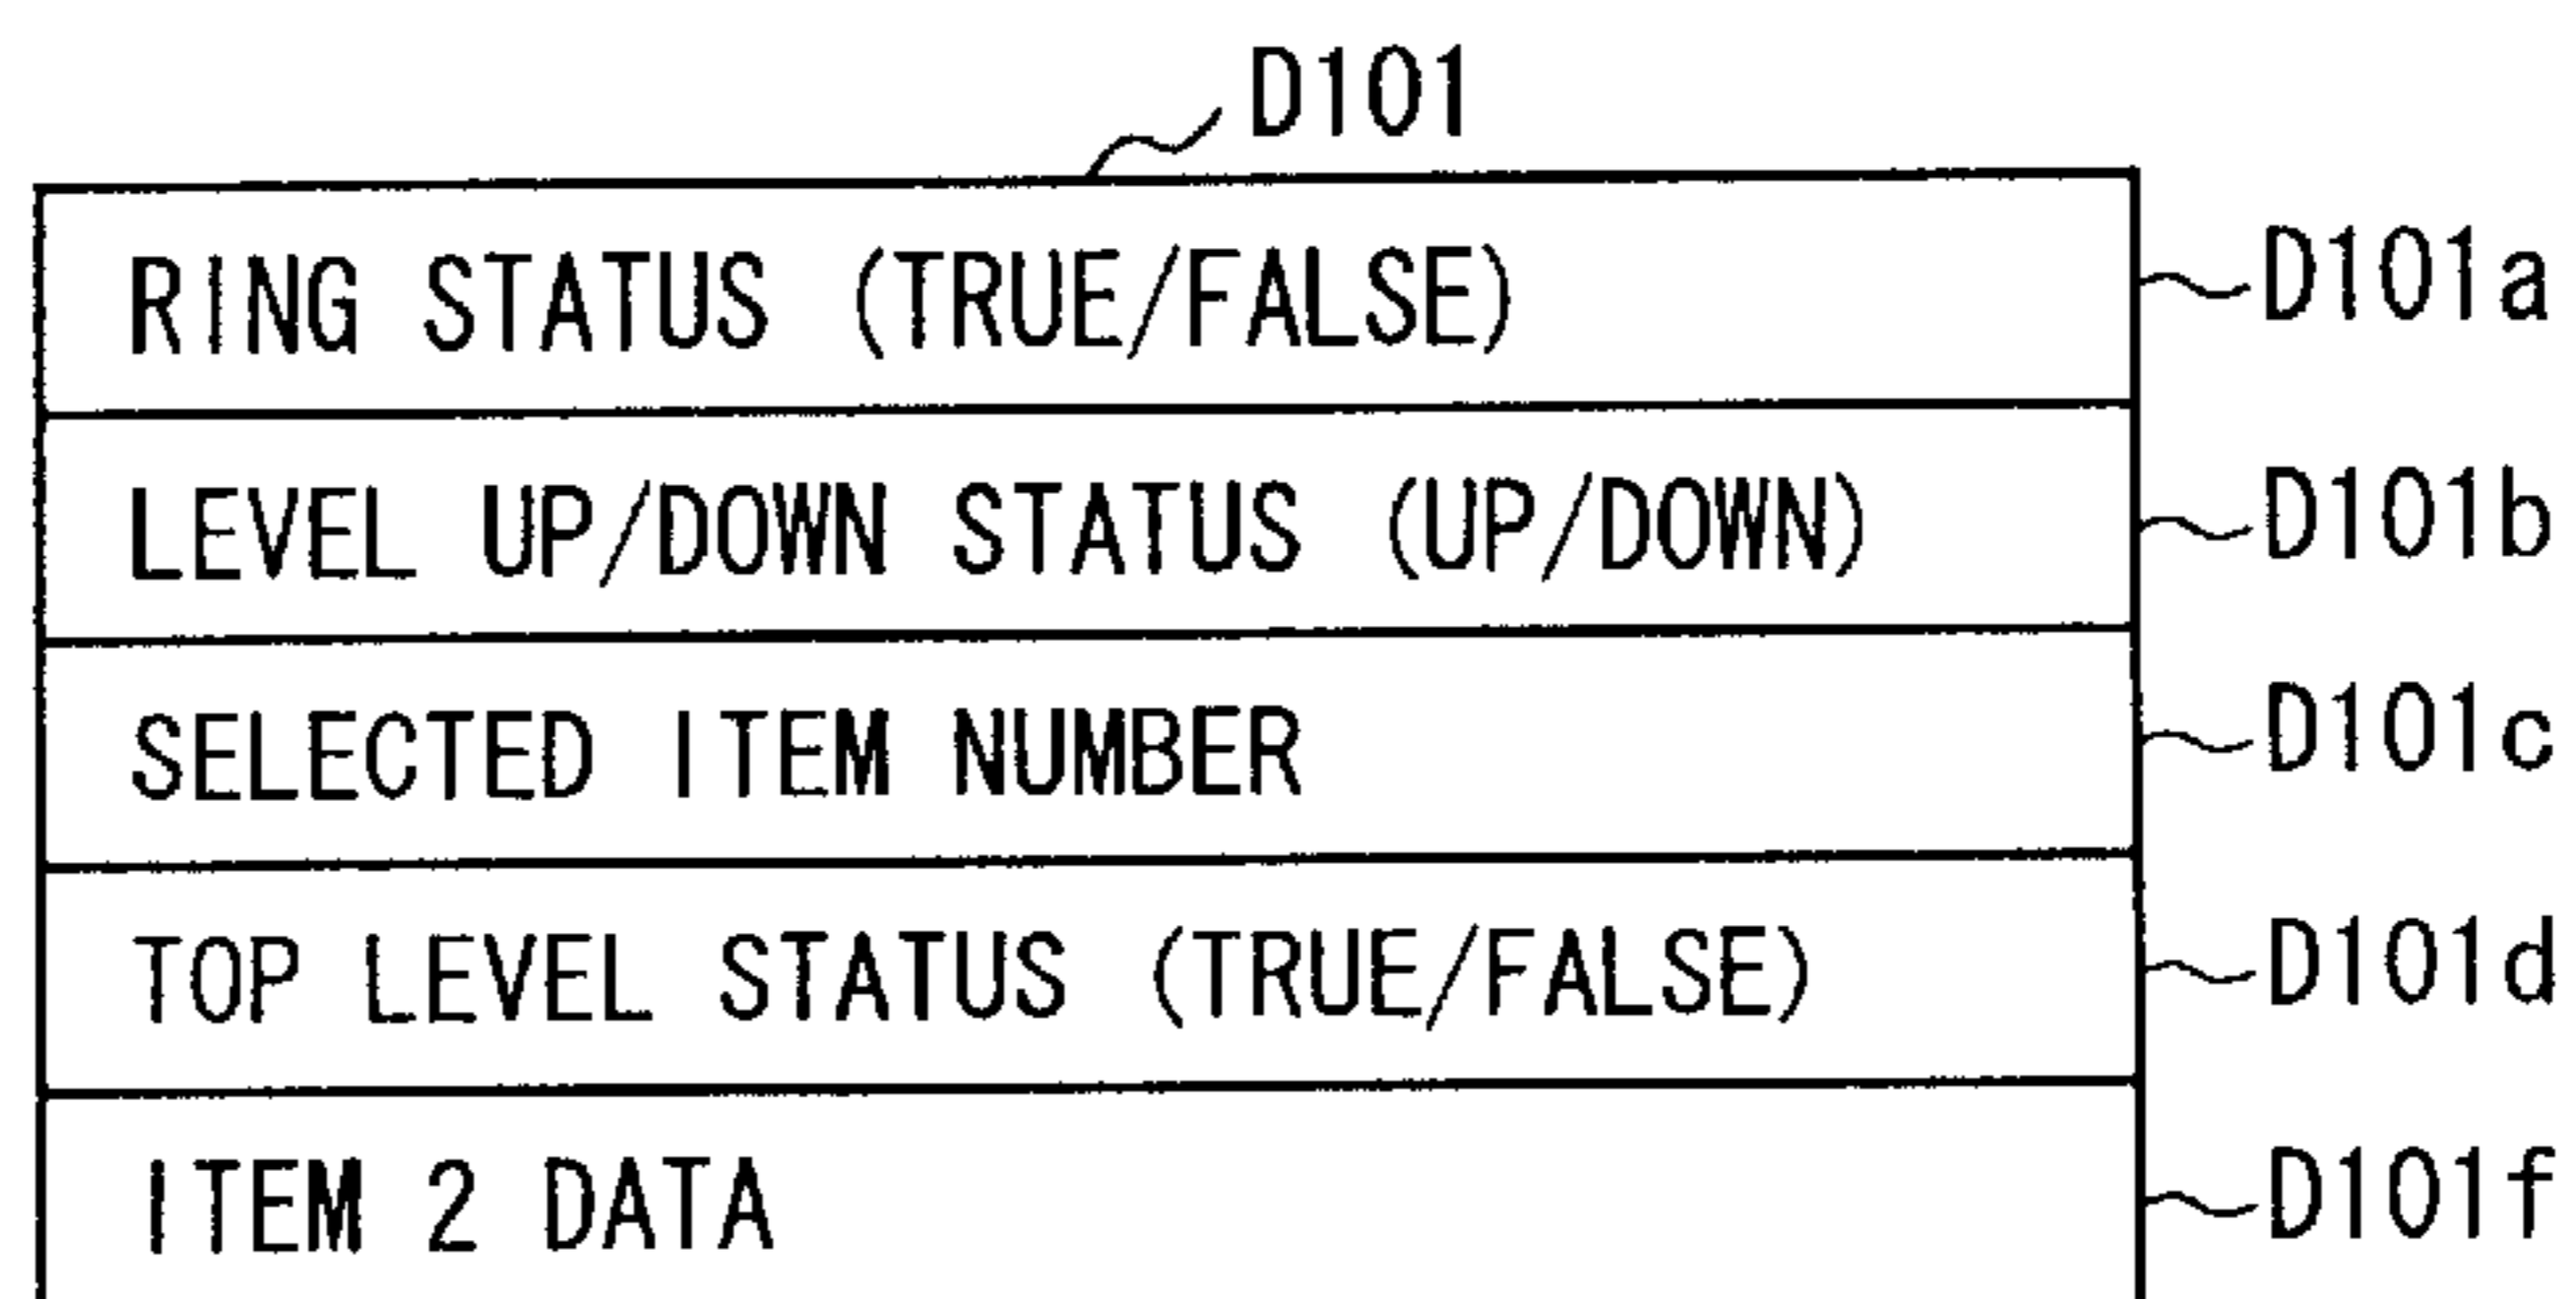 D101
RING STATUS (TRUE/FALSE) D101a
LEVEL UP/DOWN STATUS (UP/DOWN) D101b
SELECTED ITEM NUMBER D101c
TOP LEVEL STATUS (TRUE/FALSE) D101d
ITEM 2 DATA D101f